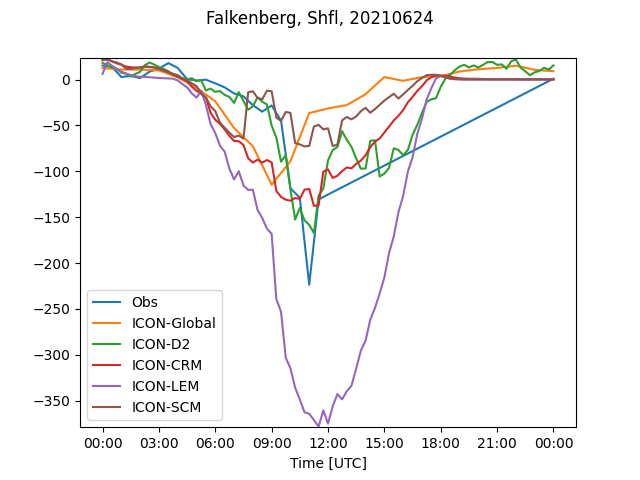 Falkenberg, Shfl, 20210624
0
−50
−100
−150
−200
−250
−300
−350
Obs
ICON-Global
ICON-D2
ICON-CRM
ICON-LEM
ICON-SCM
00:00 03:00 06:00 09:00 12:00 15:00 18:00 21:00 00:00
Time [UTC]